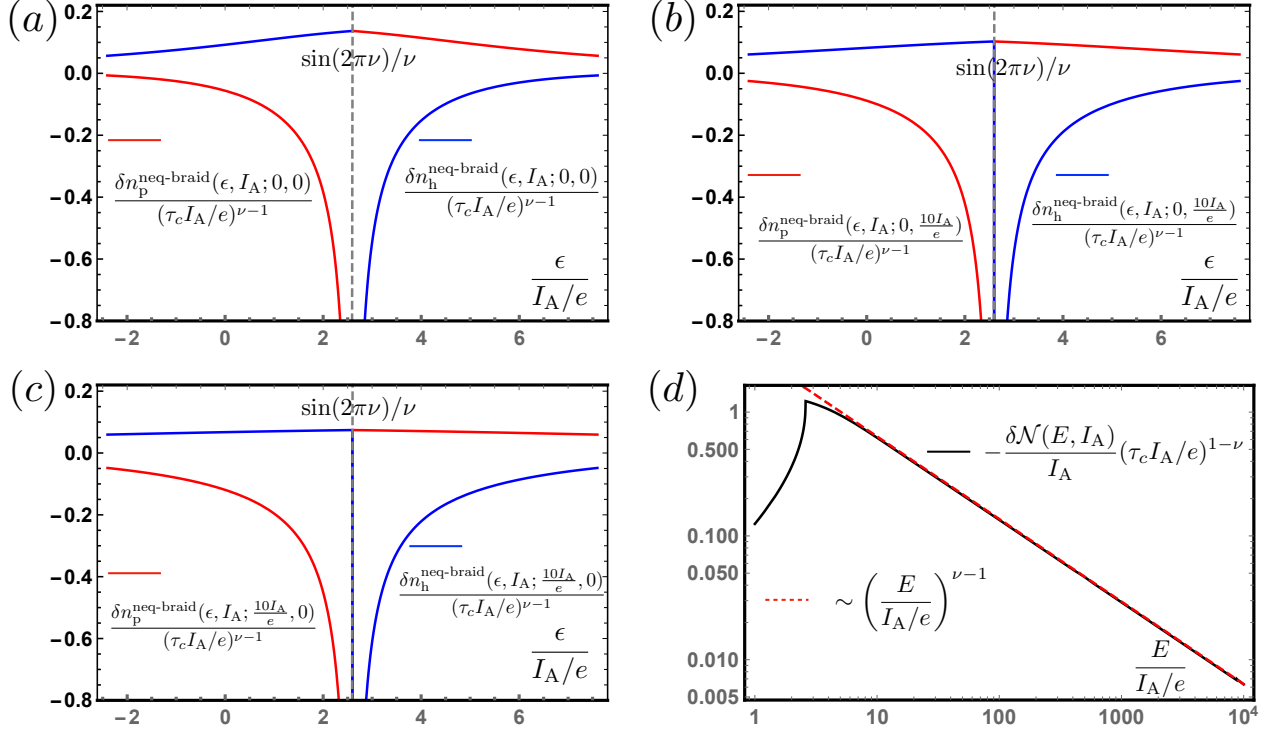 (a)
0.2
0.0
−0.2
−0.4
−0.6
−0.8
−2 0 2 4 6
sin(2πν)/ν
δn_p^{neq-braid}(ϵ, I_A; 0, 0)
(τ_c I_A/e)^{ν−1}
δn_h^{neq-braid}(ϵ, I_A; 0, 0)
(τ_c I_A/e)^{ν−1}
ϵ
I_A/e
(b)
0.2
0.0
−0.2
−0.4
−0.6
−0.8
−2 0 2 4 6
sin(2πν)/ν
δn_p^{neq-braid}(ϵ, I_A; 0, \frac{10I_A}{e})
(τ_c I_A/e)^{ν−1}
δn_h^{neq-braid}(ϵ, I_A; 0, \frac{10I_A}{e})
(τ_c I_A/e)^{ν−1}
ϵ
I_A/e
(c)
0.2
0.0
−0.2
−0.4
−0.6
−0.8
−2 0 2 4 6
sin(2πν)/ν
δn_p^{neq-braid}(ϵ, I_A; \frac{10I_A}{e}, 0)
(τ_c I_A/e)^{ν−1}
δn_h^{neq-braid}(ϵ, I_A; \frac{10I_A}{e}, 0)
(τ_c I_A/e)^{ν−1}
ϵ
I_A/e
(d)
1
0.500
0.100
0.050
0.010
0.005
1 10 100 1000 10^4
−\frac{δ𝒩(E, I_A)}{I_A}(τ_c I_A/e)^{1−ν}
∼ (\frac{E}{I_A/e})^{ν−1}
E
I_A/e